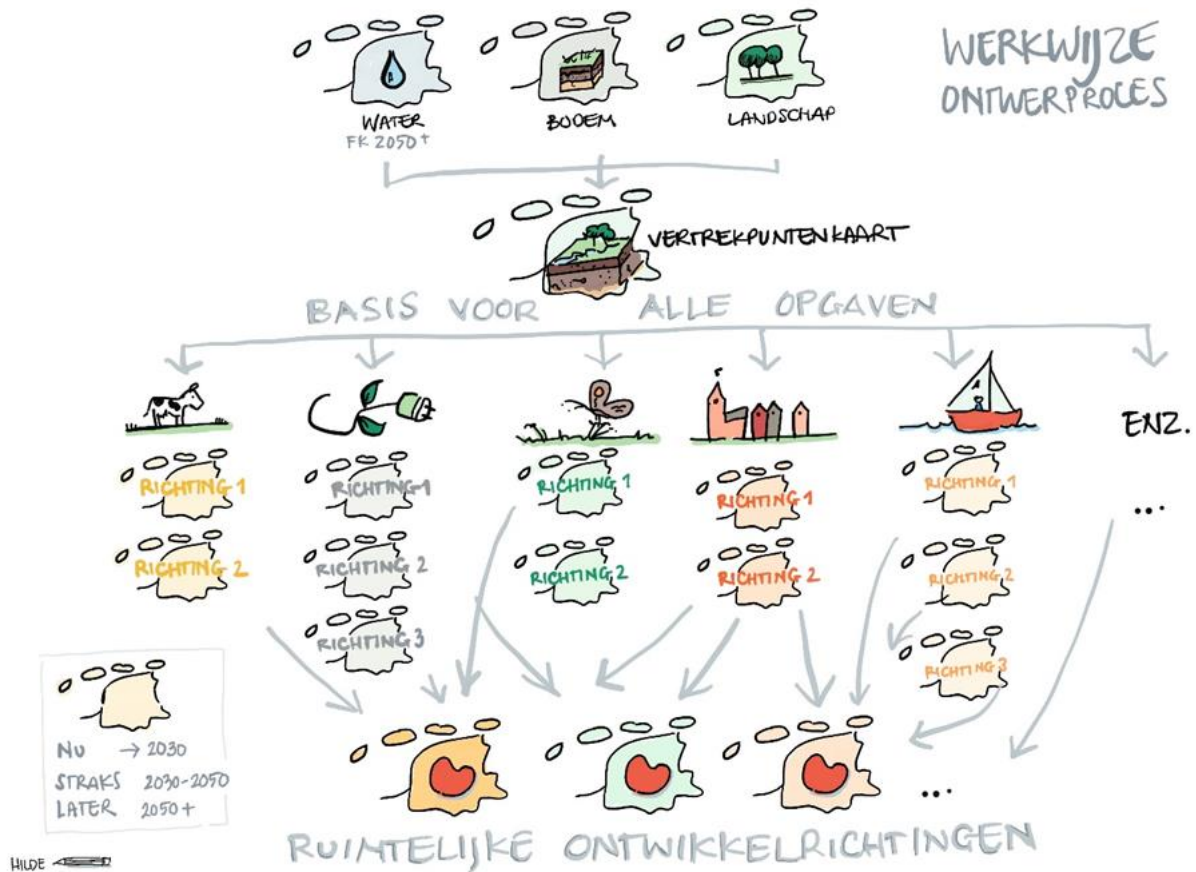 WERKWIJZE
ONTWERPROCES
WATER
FK 2050+
BODEM
LANDSCHAP
VERTREKPUNTENKAART
BASIS VOOR ALLE OPGAVEN
ENZ.
...
RICHTING 1
RICHTING 1
RICHTING 1
RICHTING 1
RICHTING 1
RICHTING 2
RICHTING 2
RICHTING 2
RICHTING 2
RICHTING 2
RICHTING 3
RICHTING 3
NU → 2030
STRAKS 2030-2050
LATER 2050+
...
RUIMTELIJKE ONTWIKKELRICHTINGEN
HILDE